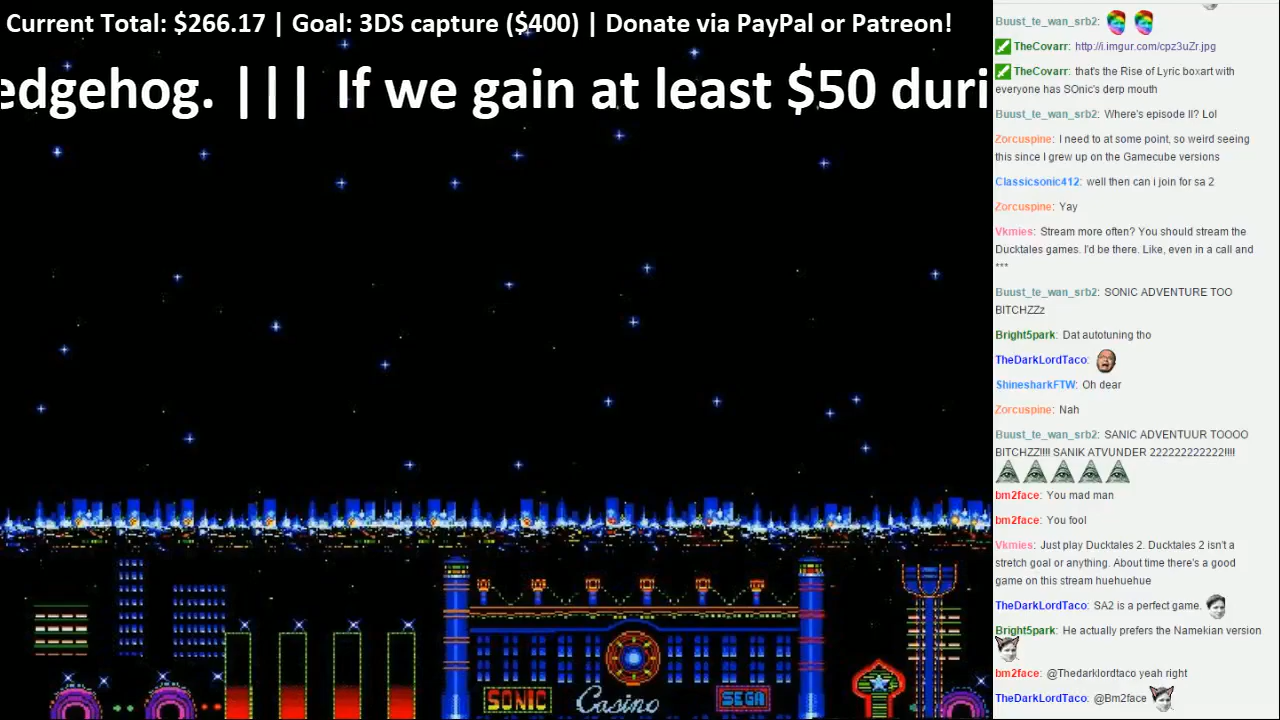 Current Total: $266.17 | Goal: 3DS capture ($400) | Donate via PayPal or Patreon!
edgehog. ||| If we gain at least $50 duri
SONIC
Casino
SEGA
Buust_te_wan_srb2:
TheCovarr: http://i.imgur.com/cpz3uZr.jpg
TheCovarr: that's the Rise of Lyric boxart with
everyone has SOnic's derp mouth
Buust_te_wan_srb2: Where's episode II? Lol
Zorcuspine: I need to at some point, so weird seeing
this since I grew up on the Gamecube versions
Classicsonic412: well then can i join for sa 2
Zorcuspine: Yay
Vkmies: Stream more often? You should stream the
Ducktales games. I'd be there. Like, even in a call and
***
Buust_te_wan_srb2: SONIC ADVENTURE TOO
BITCHZZz
Bright5park: Dat autotuning tho
TheDarkLordTaco:
ShinesharkFTW: Oh dear
Zorcuspine: Nah
Buust_te_wan_srb2: SANIC ADVENTUUR TOOOO
BITCHZZ!!!! SANIK ATVUNDER 222222222222!!!!
bm2face: You mad man
bm2face: You fool
Vkmies: Just play Ducktales 2. Ducktales 2 isn't a
stretch goal or anything. About time there's a good
game on this stream huehuehue
TheDarkLordTaco: SA2 is a perfect game.
Bright5park: He actually prefers the Namekian version
bm2face: @Thedarklordtaco yeah right
TheDarkLordTaco: @Bm2face